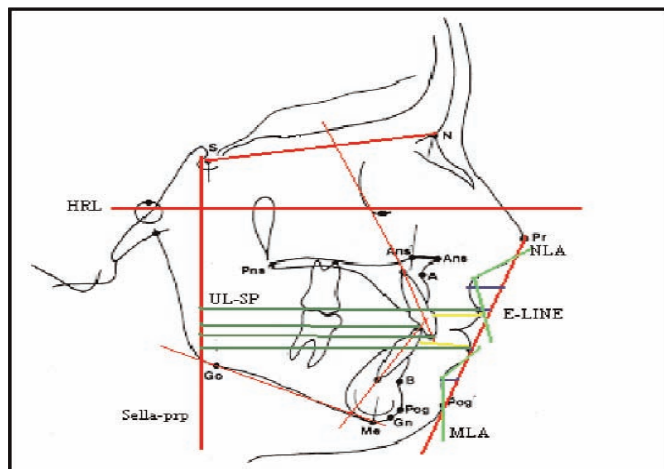 S
N
HRL
Pr
NLA
Ans
Ans
Pns
A
UL-SP
E-LINE
Go
B
Sella-prp
Pog
Pog'
Gn
Me
MLA